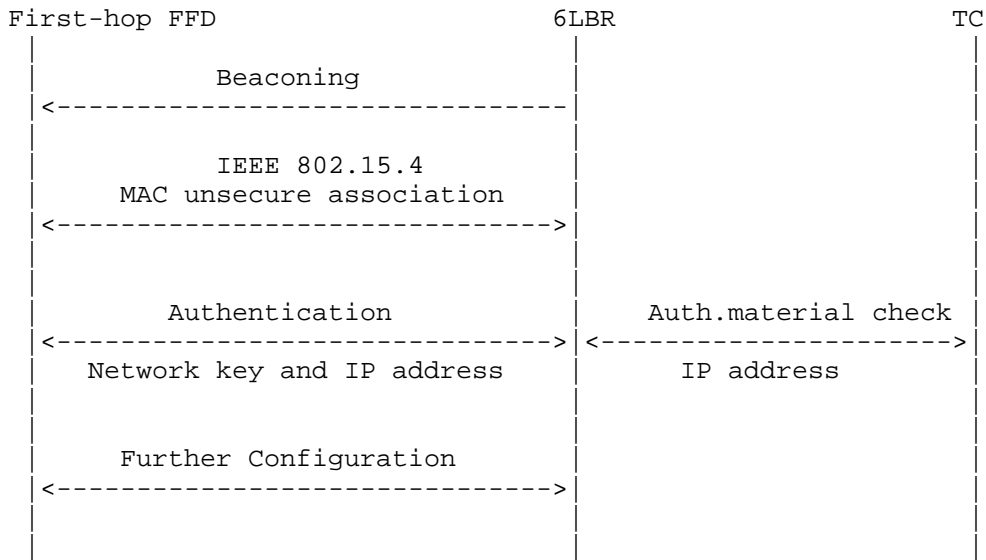 First-hop FFD 6LBR TC
Beaconing
IEEE 802.15.4
MAC unsecure association
Authentication Auth.material check
Network key and IP address IP address
Further Configuration